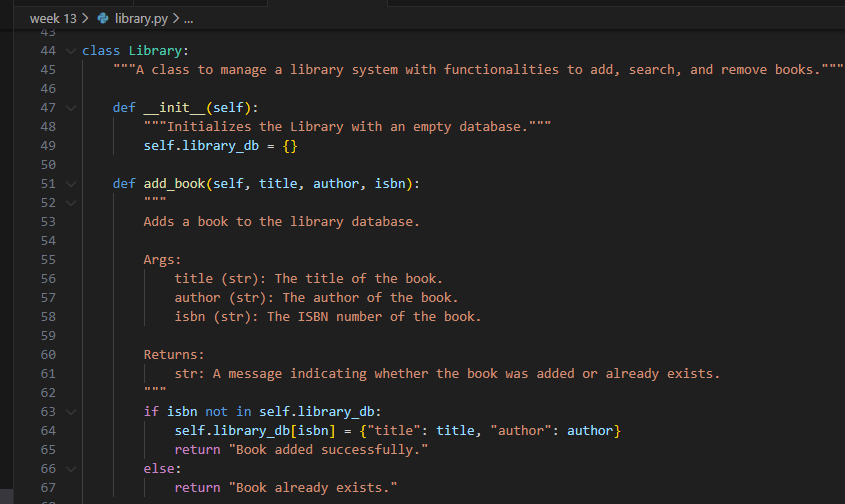 week 13 > library.py > ...
43
44 class Library:
45     """A class to manage a library system with functionalities to add, search, and remove books."""
46
47     def __init__(self):
48         """Initializes the Library with an empty database."""
49         self.library_db = {}
50
51     def add_book(self, title, author, isbn):
52         """
53         Adds a book to the library database.
54
55         Args:
56             title (str): The title of the book.
57             author (str): The author of the book.
58             isbn (str): The ISBN number of the book.
59
60         Returns:
61             str: A message indicating whether the book was added or already exists.
62         """
63         if isbn not in self.library_db:
64             self.library_db[isbn] = {"title": title, "author": author}
65             return "Book added successfully."
66         else:
67             return "Book already exists."